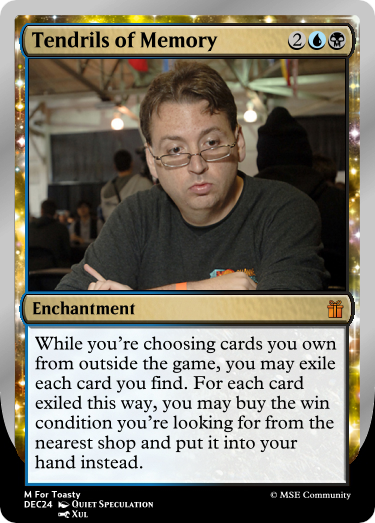 Tendrils of Memory 2
Enchantment
While you're choosing cards you own
from outside the game, you may exile
each card you find. For each card
exiled this way, you may buy the win
condition you're looking for from the
nearest shop and put it into your
hand instead.
M For Toasty
DEC24 Quiet Speculation © MSE Community
Xul